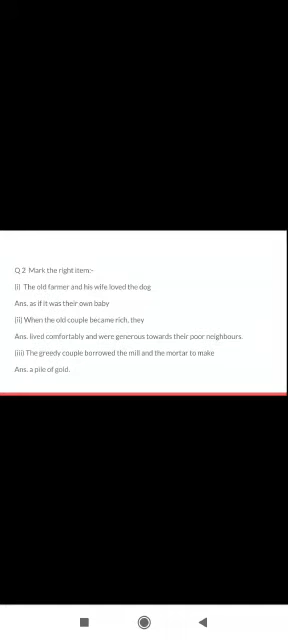 Q 2 Mark the right item:-
(i) The old farmer and his wife loved the dog
Ans. as if it was their own baby
(ii) When the old couple became rich, they
Ans. lived comfortably and were generous towards their poor neighbours.
(iii) The greedy couple borrowed the mill and the mortar to make
Ans. a pile of gold.